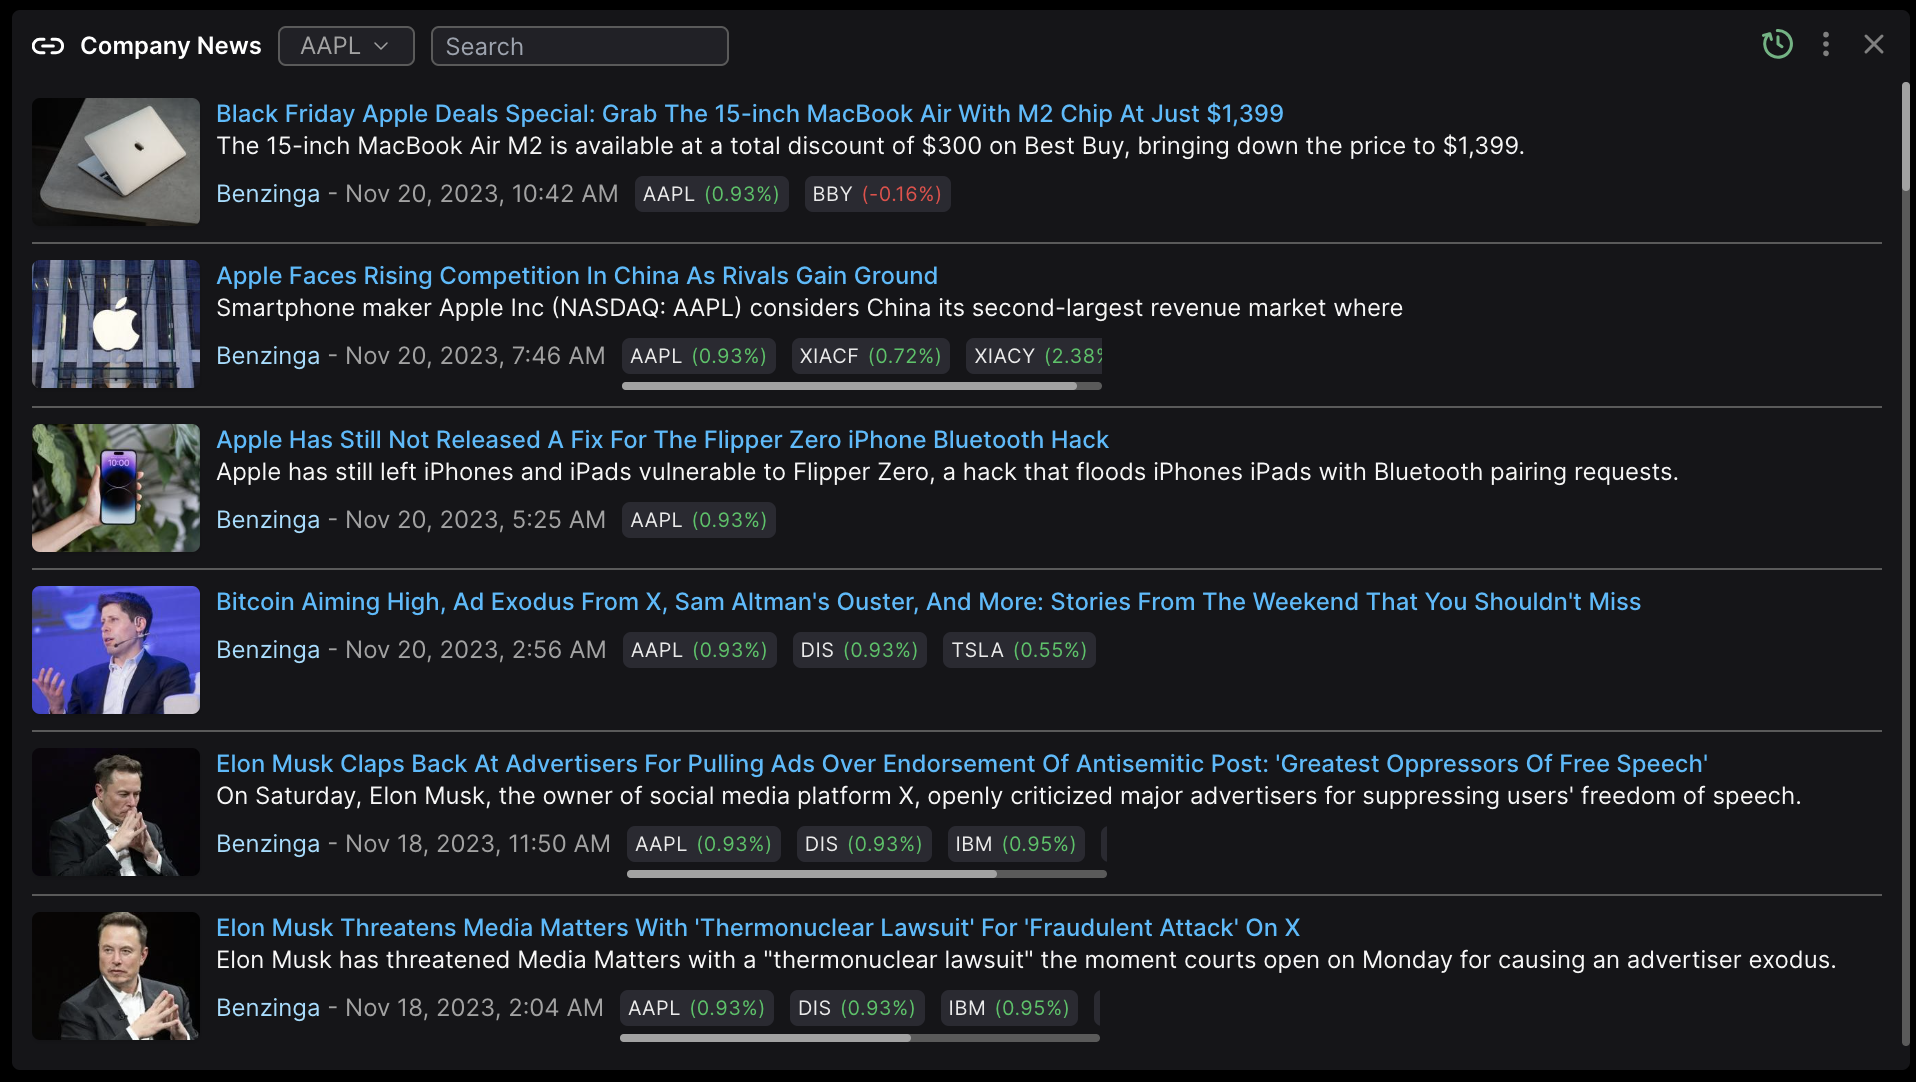 Company News AAPL Search
Black Friday Apple Deals Special: Grab The 15-inch MacBook Air With M2 Chip At Just $1,399
The 15-inch MacBook Air M2 is available at a total discount of $300 on Best Buy, bringing down the price to $1,399.
Benzinga - Nov 20, 2023, 10:42 AM AAPL (0.93%) BBY (-0.16%)
Apple Faces Rising Competition In China As Rivals Gain Ground
Smartphone maker Apple Inc (NASDAQ: AAPL) considers China its second-largest revenue market where
Benzinga - Nov 20, 2023, 7:46 AM AAPL (0.93%) XIACF (0.72%) XIACY (2.38%
Apple Has Still Not Released A Fix For The Flipper Zero iPhone Bluetooth Hack
10:00
Apple has still left iPhones and iPads vulnerable to Flipper Zero, a hack that floods iPhones iPads with Bluetooth pairing requests.
Benzinga - Nov 20, 2023, 5:25 AM AAPL (0.93%)
Bitcoin Aiming High, Ad Exodus From X, Sam Altman's Ouster, And More: Stories From The Weekend That You Shouldn't Miss
Benzinga - Nov 20, 2023, 2:56 AM AAPL (0.93%) DIS (0.93%) TSLA (0.55%)
Elon Musk Claps Back At Advertisers For Pulling Ads Over Endorsement Of Antisemitic Post: 'Greatest Oppressors Of Free Speech'
On Saturday, Elon Musk, the owner of social media platform X, openly criticized major advertisers for suppressing users' freedom of speech.
Benzinga - Nov 18, 2023, 11:50 AM AAPL (0.93%) DIS (0.93%) IBM (0.95%)
Elon Musk Threatens Media Matters With 'Thermonuclear Lawsuit' For 'Fraudulent Attack' On X
Elon Musk has threatened Media Matters with a "thermonuclear lawsuit" the moment courts open on Monday for causing an advertiser exodus.
Benzinga - Nov 18, 2023, 2:04 AM AAPL (0.93%) DIS (0.93%) IBM (0.95%)